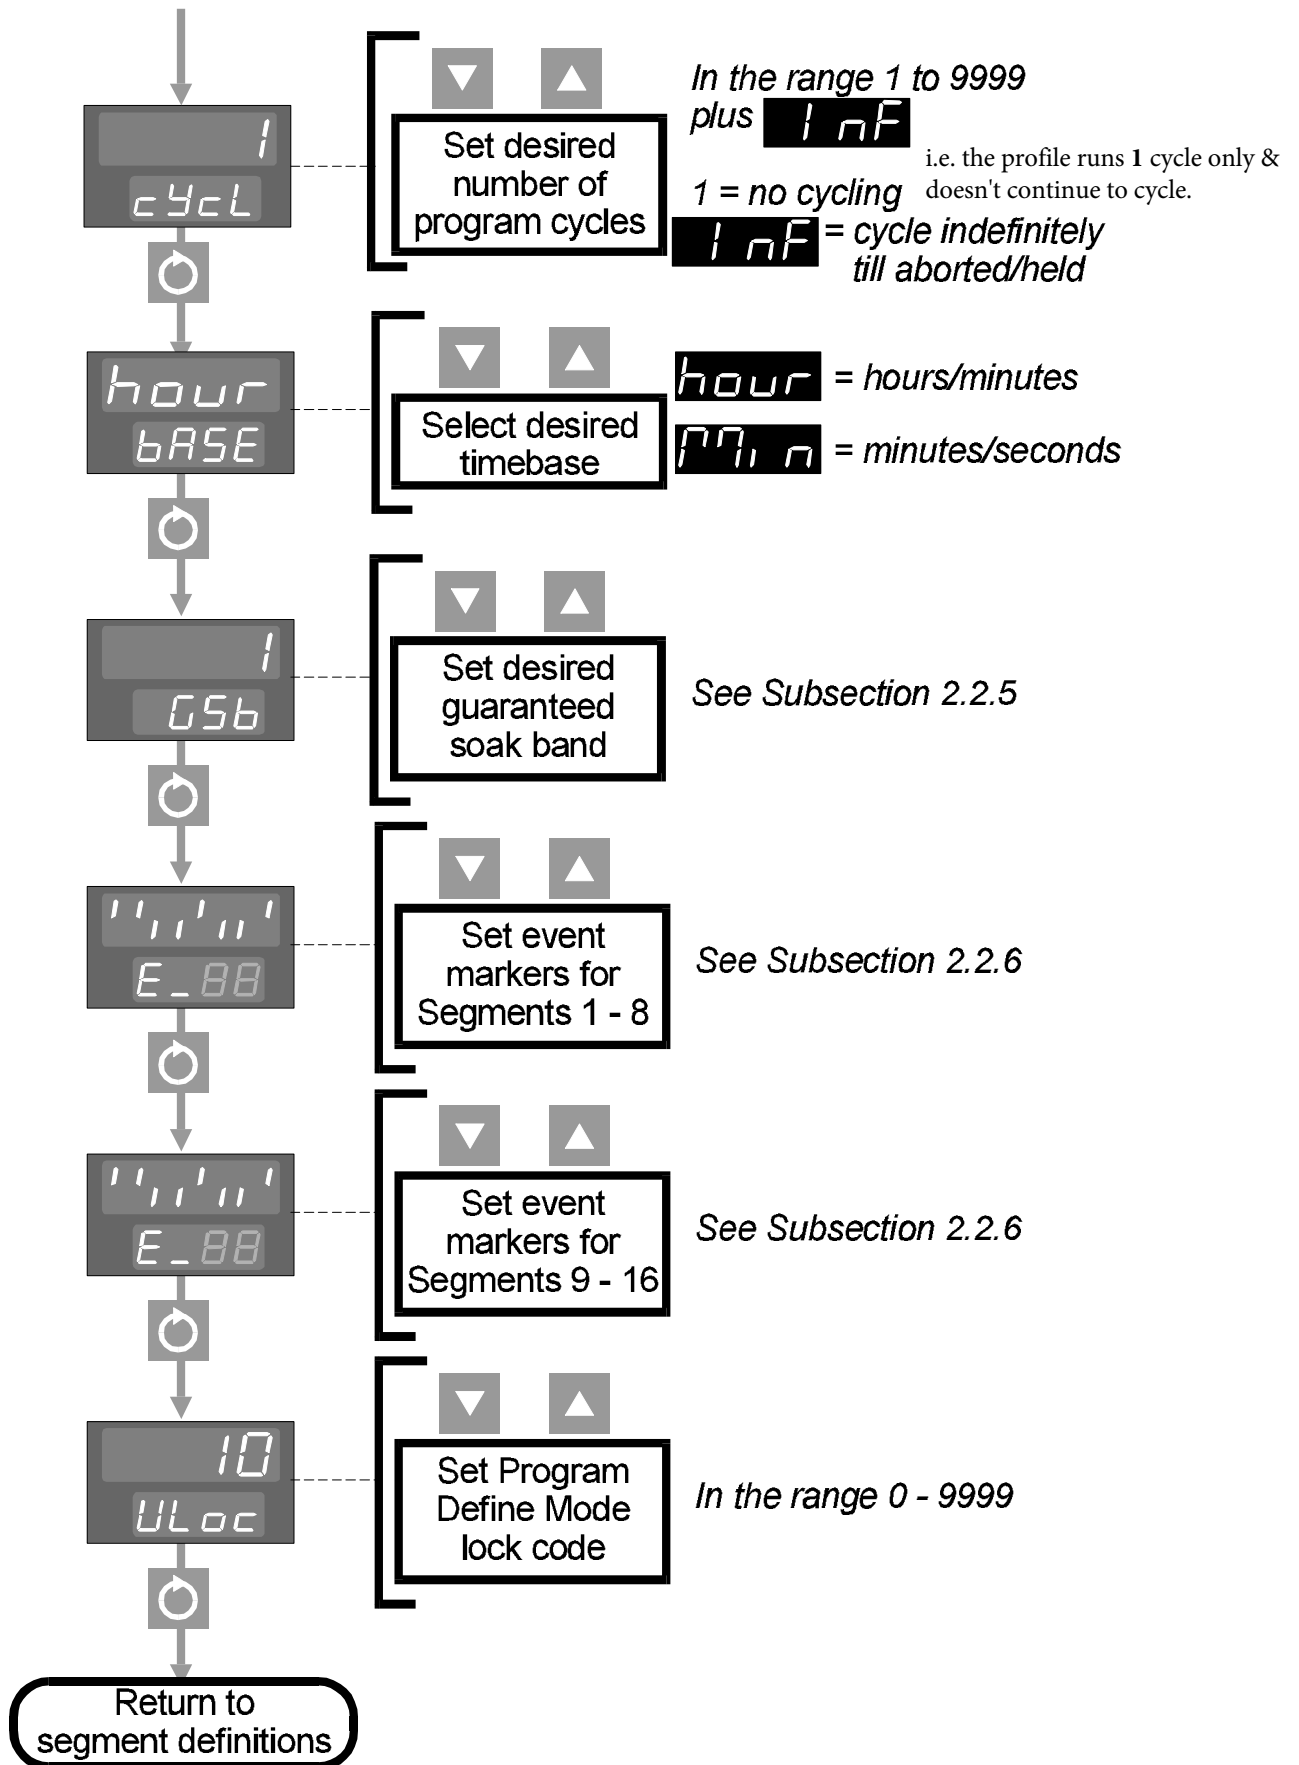 1
cYcL
Set desired
number of
program cycles
In the range 1 to 9999
plus InF
i.e. the profile runs 1 cycle only &
doesn't continue to cycle.
1 = no cycling
InF = cycle indefinitely
till aborted/held
hour
bASE
Select desired
timebase
hour = hours/minutes
Min = minutes/seconds
1
GSb
Set desired
guaranteed
soak band
See Subsection 2.2.5
E_88
Set event
markers for
Segments 1 - 8
See Subsection 2.2.6
E_88
Set event
markers for
Segments 9 - 16
See Subsection 2.2.6
10
ULoc
Set Program
Define Mode
lock code
In the range 0 - 9999
Return to
segment definitions